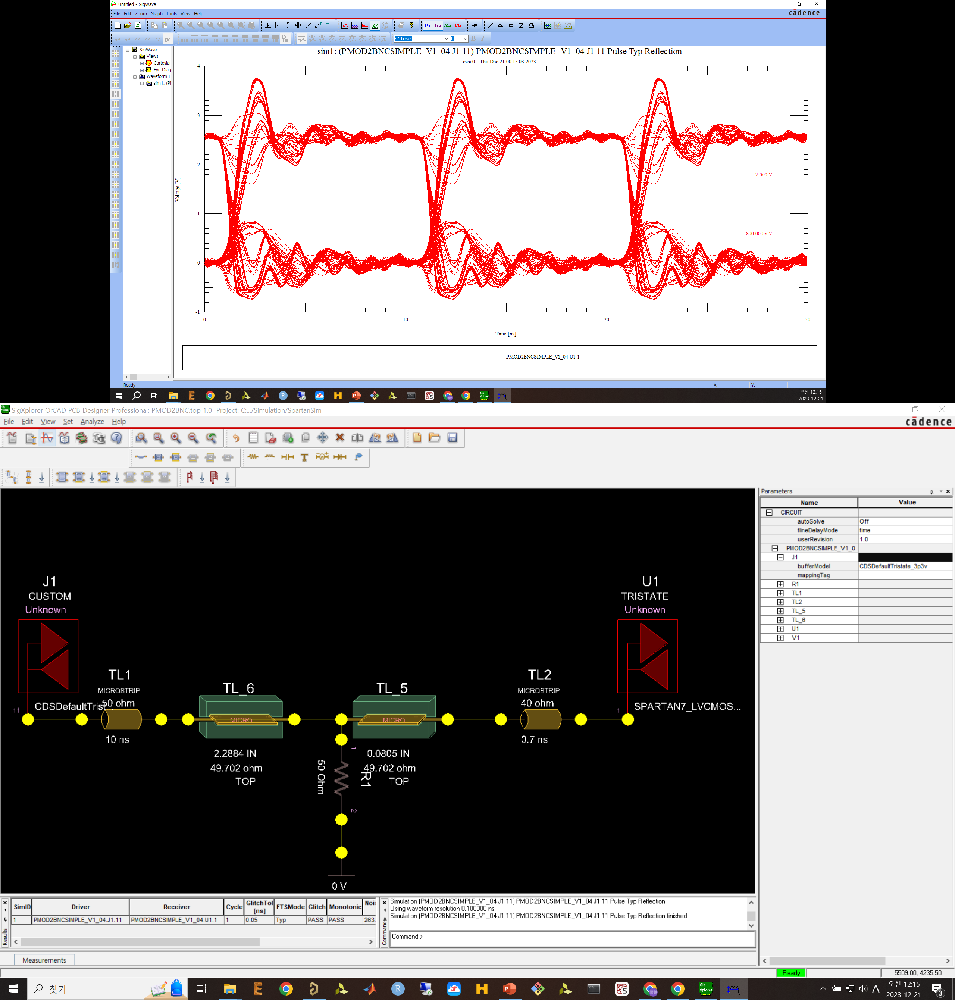 Untitled - SigWave
File Edit Zoom Graph Tools View Help
cādence
Re Im Ma Ph
SigWave
Views
Cartesian
Eye Diag
Waveform L
sim1: (Pl
sim1: (PMOD2BNCSIMPLE_V1_04 J1 11) PMOD2BNCSIMPLE_V1_04 J1 11 Pulse Typ Reflection
case0 - Thu Dec 21 00:15:03 2023
4
3
2
1
0
-1
Voltage [V]
2.000 V
800.000 mV
0 10 20 30
Time [ns]
PMOD2BNCSIMPLE_V1_04 U1 1
Ready
X: Y:
오전 12:15
2023-12-21
SigXplorer OrCAD PCB Designer Professional: PMOD2BNC.top 1.0 Project: C:.../Simulation/SpartanSim
File Edit View Set Analyze Help
cādence
Parameters
Name Value
CIRCUIT
autoSolve Off
tlineDelayMode time
userRevision 1.0
PMOD2BNCSIMPLE_V1_0
J1
bufferModel CDSDefaultTristate_3p3v
mappingTag
R1
TL1
TL2
TL_5
TL_6
U1
V1
J1
CUSTOM
Unknown
11
CDSDefaultTrist...
TL1
MICROSTRIP
50 ohm
10 ns
TL_6
MICRO
2.2884 IN
49.702 ohm
TOP
TL_5
MICRO
0.0805 IN
49.702 ohm
TOP
1
50 Ohm
R1
2
0 V
TL2
MICROSTRIP
40 ohm
0.7 ns
U1
TRISTATE
Unknown
1
SPARTAN7_LVCMOS...
Results
SimID Driver Receiver Cycle GlitchTol [ns] FTSMode Glitch Monotonic Noi
1 PMOD2BNCSIMPLE_V1_04.J1.11 PMOD2BNCSIMPLE_V1_04.U1.1 1 0.05 Typ PASS PASS 263.
Measurements
Command
Simulation (PMOD2BNCSIMPLE_V1_04 J1 11) PMOD2BNCSIMPLE_V1_04 J1 11 Pulse Typ Reflection
Using waveform resolution 0.100000 ns.
Simulation (PMOD2BNCSIMPLE_V1_04 J1 11) PMOD2BNCSIMPLE_V1_04 J1 11 Pulse Typ Reflection finished
Command >
Ready
5509.00, 4235.50
찾기
A
오전 12:15
2023-12-21
3